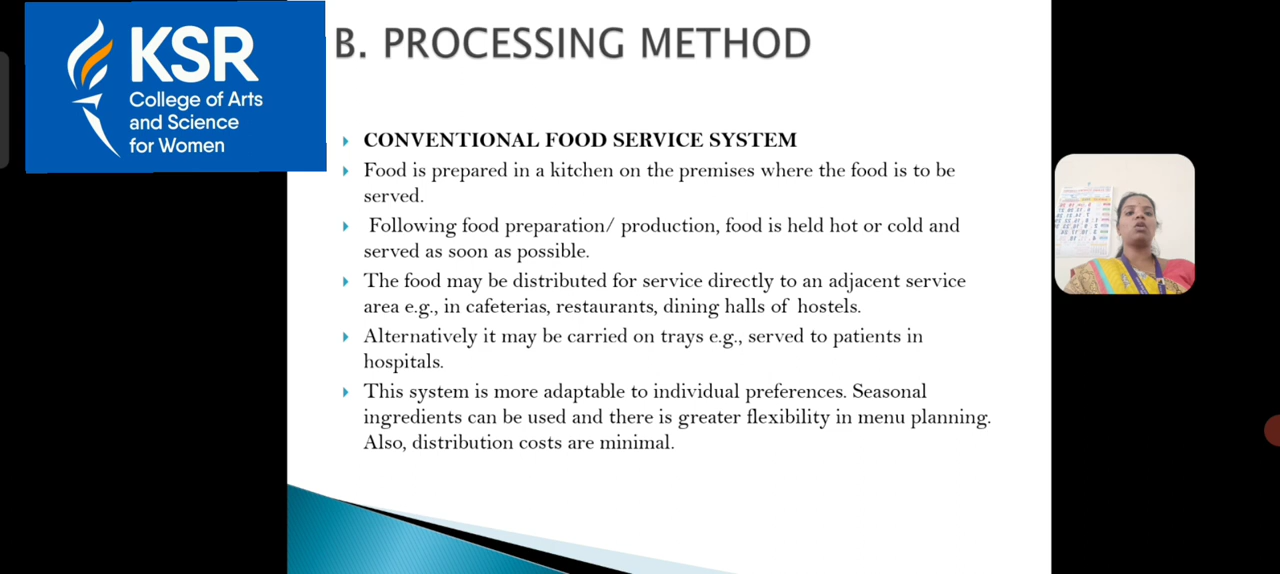 KSR
College of Arts
and Science
for Women
B. PROCESSING METHOD
CONVENTIONAL FOOD SERVICE SYSTEM
Food is prepared in a kitchen on the premises where the food is to be
served.
Following food preparation/ production, food is held hot or cold and
served as soon as possible.
The food may be distributed for service directly to an adjacent service
area e.g., in cafeterias, restaurants, dining halls of hostels.
Alternatively it may be carried on trays e.g., served to patients in
hospitals.
This system is more adaptable to individual preferences. Seasonal
ingredients can be used and there is greater flexibility in menu planning.
Also, distribution costs are minimal.